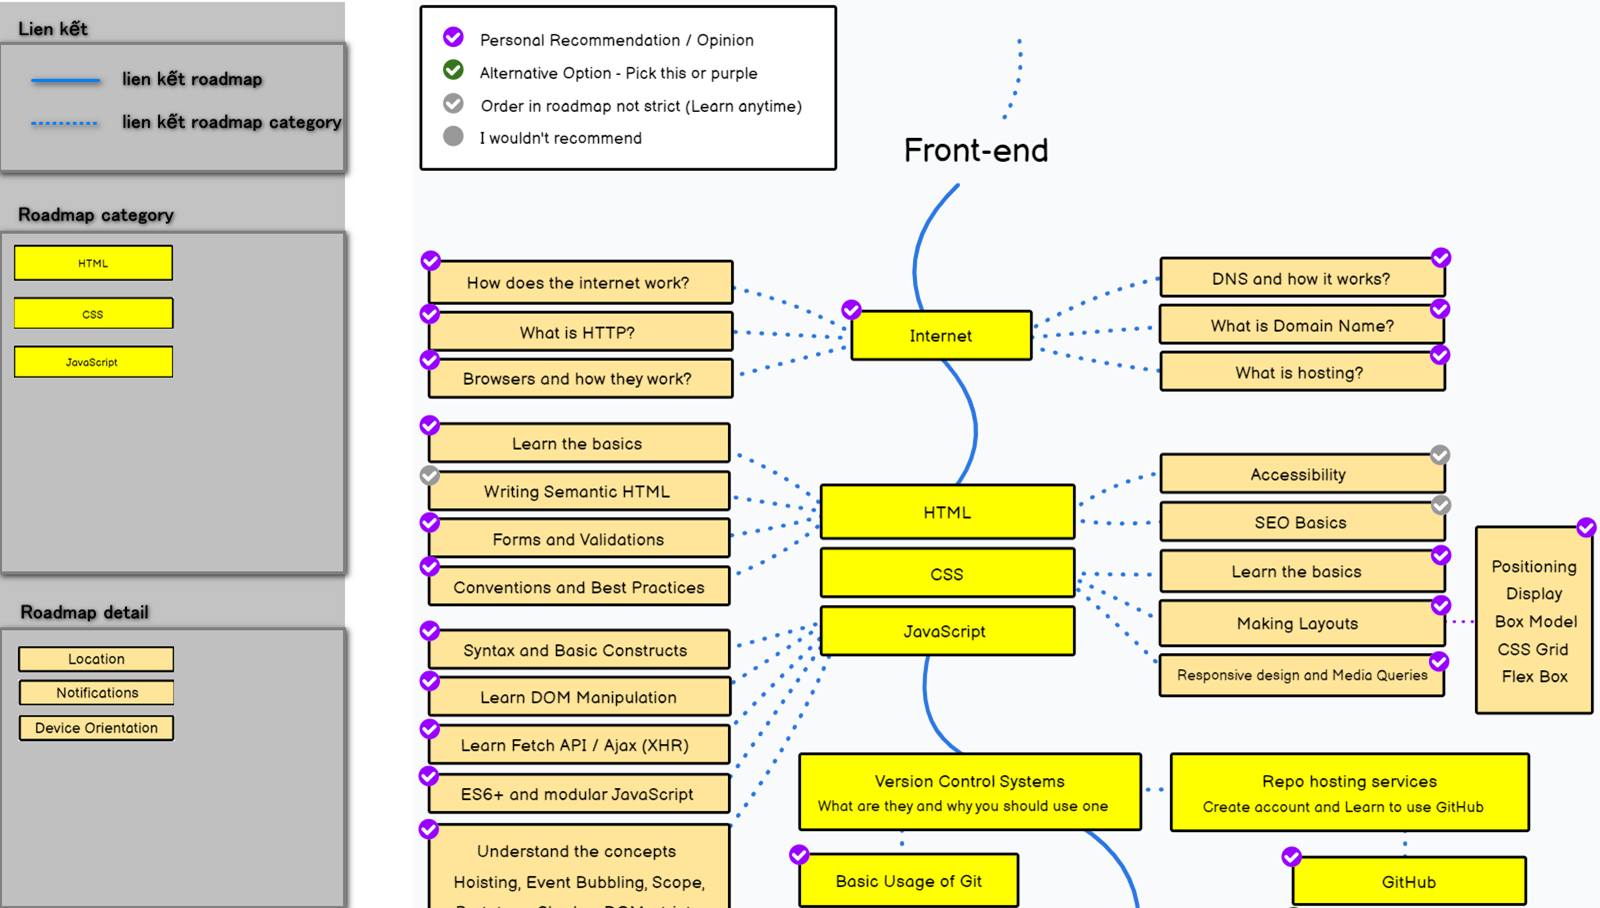 Lien kết
lien kết roadmap
lien kết roadmap category
Roadmap category
HTML
CSS
JavaScript
Roadmap detail
Location
Notifications
Device Orientation
Personal Recommendation / Opinion
Alternative Option - Pick this or purple
Order in roadmap not strict (Learn anytime)
I wouldn't recommend
Front-end
How does the internet work?
What is HTTP?
Browsers and how they work?
Internet
DNS and how it works?
What is Domain Name?
What is hosting?
Learn the basics
Writing Semantic HTML
Forms and Validations
Conventions and Best Practices
HTML
CSS
JavaScript
Accessibility
SEO Basics
Learn the basics
Making Layouts
Responsive design and Media Queries
Positioning
Display
Box Model
CSS Grid
Flex Box
Syntax and Basic Constructs
Learn DOM Manipulation
Learn Fetch API / Ajax (XHR)
ES6+ and modular JavaScript
Understand the concepts
Hoisting, Event Bubbling, Scope,
Version Control Systems
What are they and why you should use one
Repo hosting services
Create account and Learn to use GitHub
Basic Usage of Git
GitHub